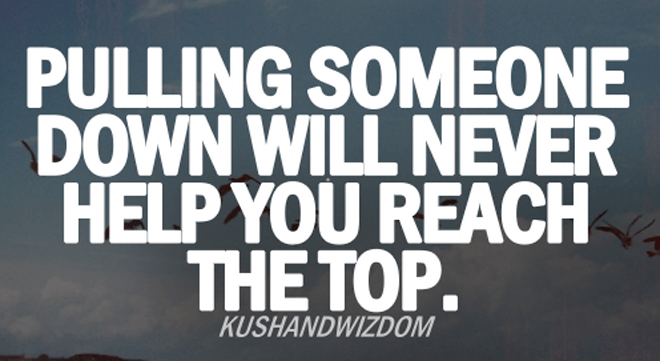 PULLING SOMEONE
DOWN WILL NEVER
HELP YOU REACH
THE TOP.
KUSHANDWIZDOM